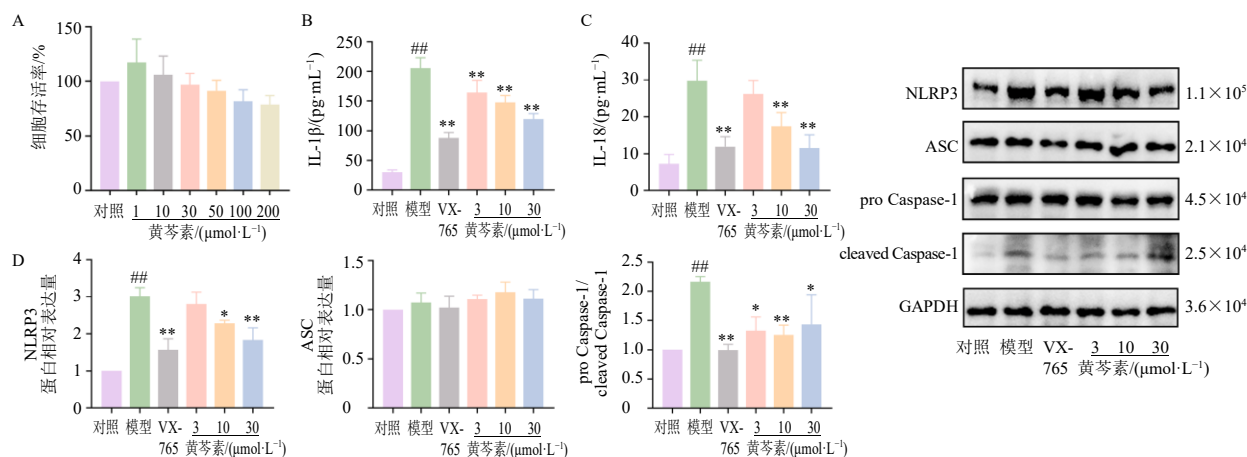 A
细胞存活率/%
150
100
50
0
对照 1 10 30 50 100 200
黄芩素/(μmol·L⁻¹)
B
IL-1β/(pg·mL⁻¹)
250
200
150
100
50
0
##
**
**
**
**
对照 模型 VX-765 3 10 30
黄芩素/(μmol·L⁻¹)
C
IL-18/(pg·mL⁻¹)
40
30
20
10
0
##
**
**
**
对照 模型 VX-765 3 10 30
黄芩素/(μmol·L⁻¹)
D
NLRP3
蛋白相对表达量
4
3
2
1
0
##
**
*
**
对照 模型 VX-765 3 10 30
黄芩素/(μmol·L⁻¹)
ASC
蛋白相对表达量
1.5
1.0
0.5
0
对照 模型 VX-765 3 10 30
黄芩素/(μmol·L⁻¹)
pro Caspase-1/
cleaved Caspase-1
2.5
2.0
1.5
1.0
0.5
0
##
**
*
**
*
对照 模型 VX-765 3 10 30
黄芩素/(μmol·L⁻¹)
NLRP3 1.1×10⁵
ASC 2.1×10⁴
pro Caspase-1 4.5×10⁴
cleaved Caspase-1 2.5×10⁴
GAPDH 3.6×10⁴
对照 模型 VX-765 3 10 30
黄芩素/(μmol·L⁻¹)